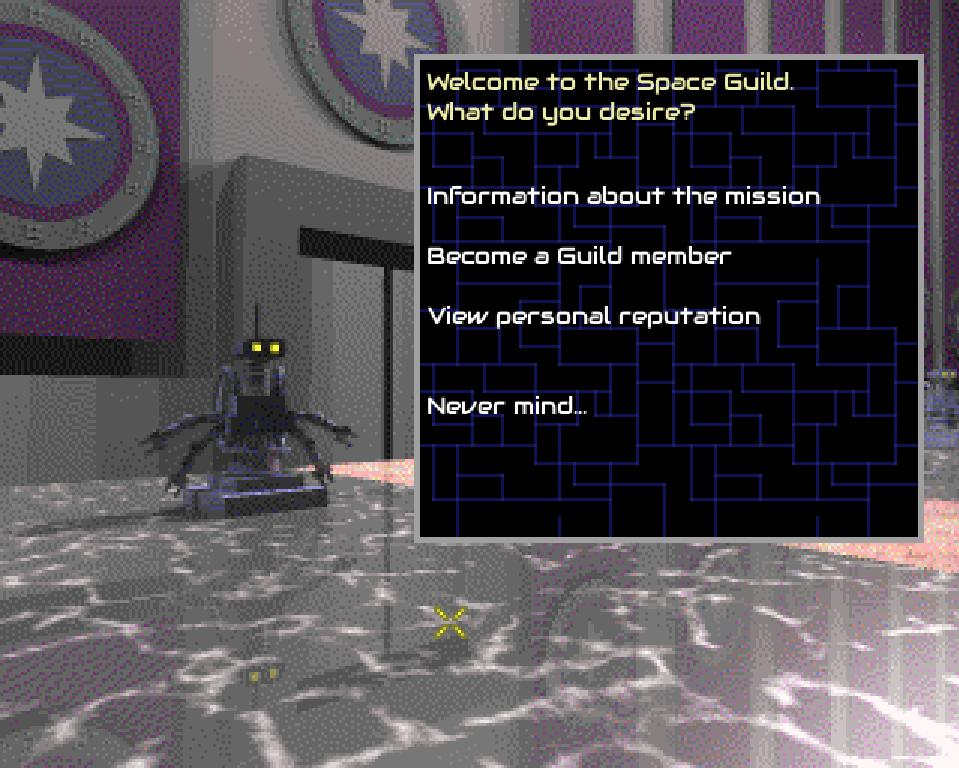 Welcome to the Space Guild.
What do you desire?
Information about the mission
Become a Guild member
View personal reputation
Never mind...